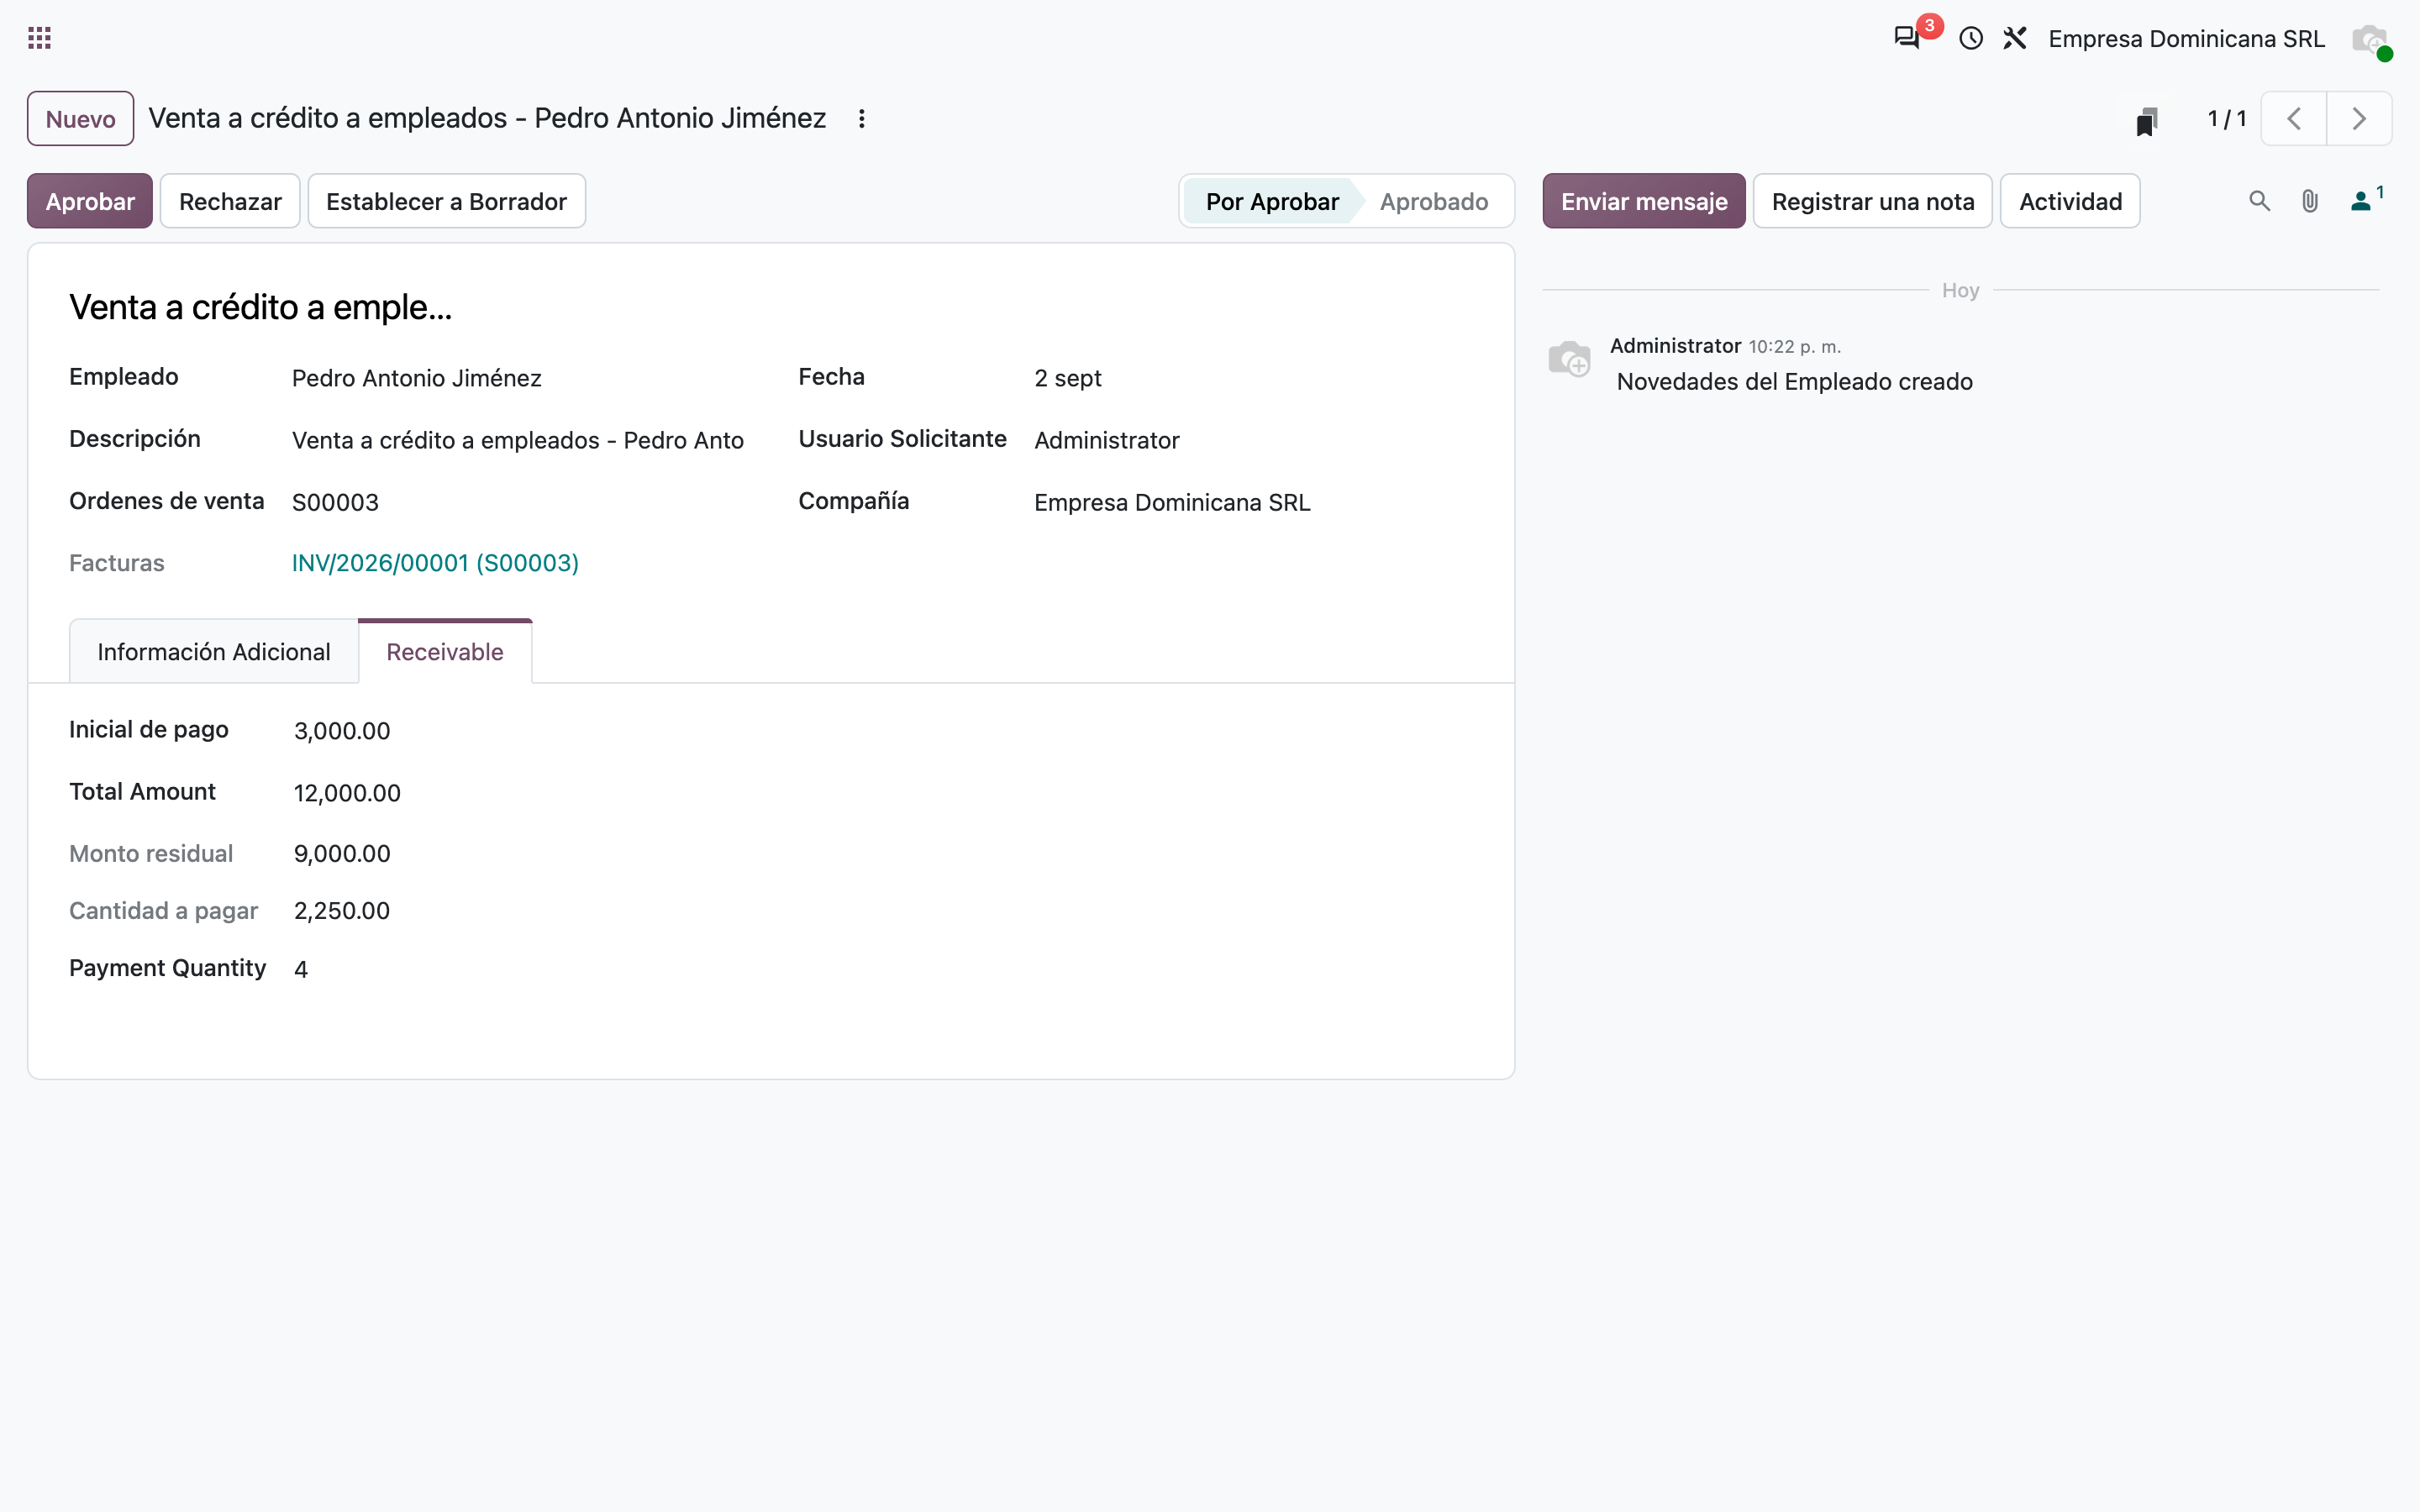 3
Empresa Dominicana SRL
Nuevo
Venta a crédito a empleados - Pedro Antonio Jiménez
1 / 1
Aprobar
Rechazar
Establecer a Borrador
Por Aprobar
Aprobado
Enviar mensaje
Registrar una nota
Actividad
1
Venta a crédito a emple...
Empleado
Pedro Antonio Jiménez
Fecha
2 sept
Descripción
Venta a crédito a empleados - Pedro Anto
Usuario Solicitante
Administrator
Ordenes de venta
S00003
Compañía
Empresa Dominicana SRL
Facturas
INV/2026/00001 (S00003)
Información Adicional
Receivable
Inicial de pago
3,000.00
Total Amount
12,000.00
Monto residual
9,000.00
Cantidad a pagar
2,250.00
Payment Quantity
4
Hoy
Administrator 10:22 p. m.
Novedades del Empleado creado